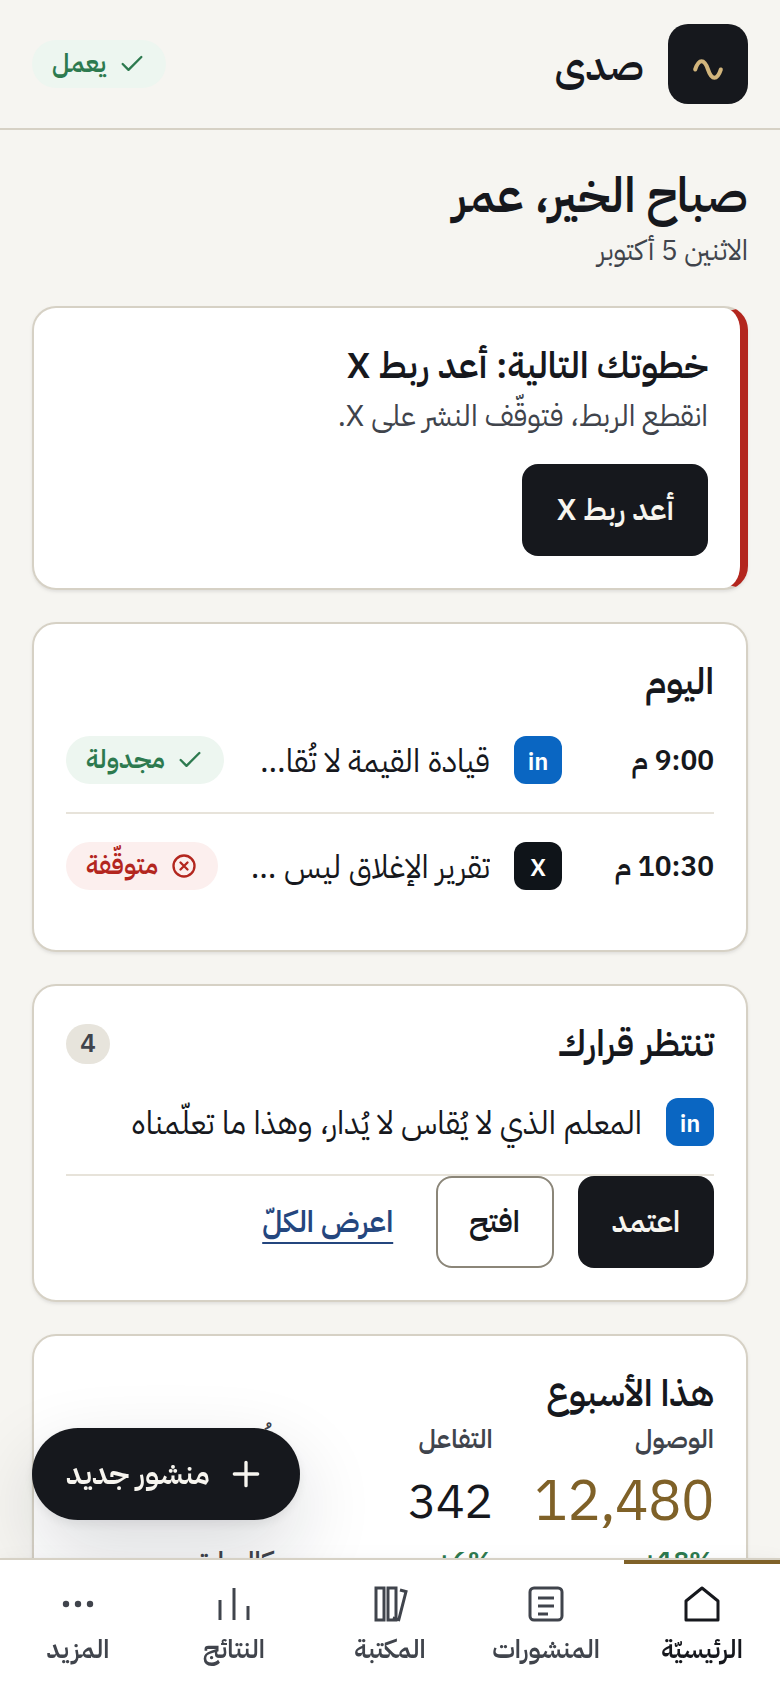 صدى
يعمل
صباح الخير، عمر
الاثنين 5 أكتوبر
خطوتك التالية: أعد ربط X
انقطع الربط، فتوقّف النشر على X.
أعد ربط X
اليوم
9:00 م in قيادة القيمة لا تُقا... مجدولة
10:30 م X تقرير الإغلاق ليس ... متوقّفة
تنتظر قرارك 4
in المعلم الذي لا يُقاس لا يُدار، وهذا ما تعلّمناه
اعتمد افتح اعرض الكلّ
هذا الأسبوع
الوصول التفاعل
12,480 342
منشور جديد
الرئيسيّة المنشورات المكتبة النتائج المزيد